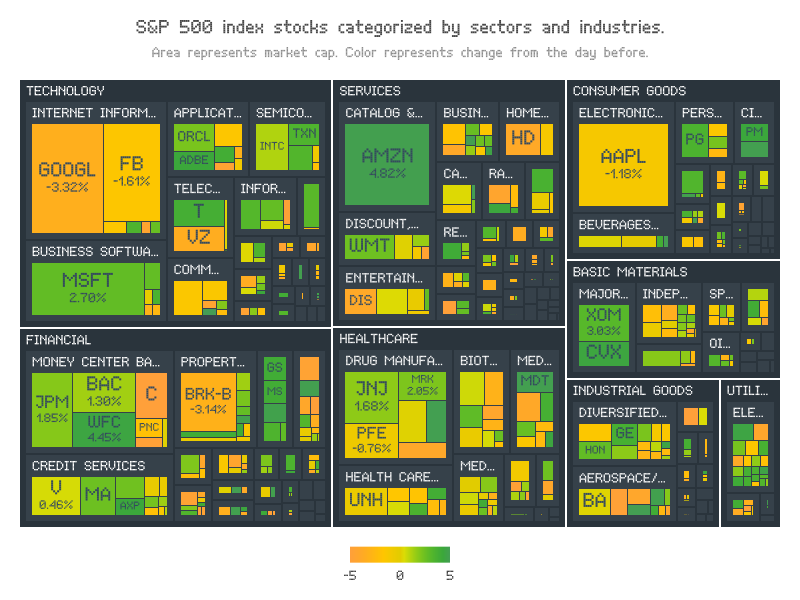 S&P 500 index stocks categorized by sectors and industries.
Area represents market cap. Color represents change from the day before.
TECHNOLOGY
INTERNET INFORM...
GOOGL
-3.32%
FB
-1.61%
APPLICAT...
ORCL
ADBE
SEMICO...
INTC
TXN
TELEC...
T
VZ
INFOR...
BUSINESS SOFTWA...
MSFT
2.70%
COMM...
SERVICES
CATALOG &...
AMZN
4.82%
BUSIN...
HOME...
HD
CA...
RA...
DISCOUNT,...
WMT
RE...
ENTERTAIN...
DIS
CONSUMER GOODS
ELECTRONIC...
AAPL
-1.18%
PERS...
PG
CI...
PM
BEVERAGES...
BASIC MATERIALS
MAJOR...
XOM
3.03%
CVX
INDEP...
SP...
OI...
FINANCIAL
MONEY CENTER BA...
JPM
1.85%
BAC
1.30%
WFC
4.45%
C
PNC
PROPERT...
BRK-B
-3.14%
GS
MS
CREDIT SERVICES
V
0.46%
MA
AXP
HEALTHCARE
DRUG MANUFA...
JNJ
1.68%
MRK
2.05%
PFE
-0.76%
BIOT...
MED...
MDT
HEALTH CARE...
UNH
MED...
INDUSTRIAL GOODS
DIVERSIFIED...
GE
HON
AEROSPACE/...
BA
UTILI...
ELE...
-5
0
5